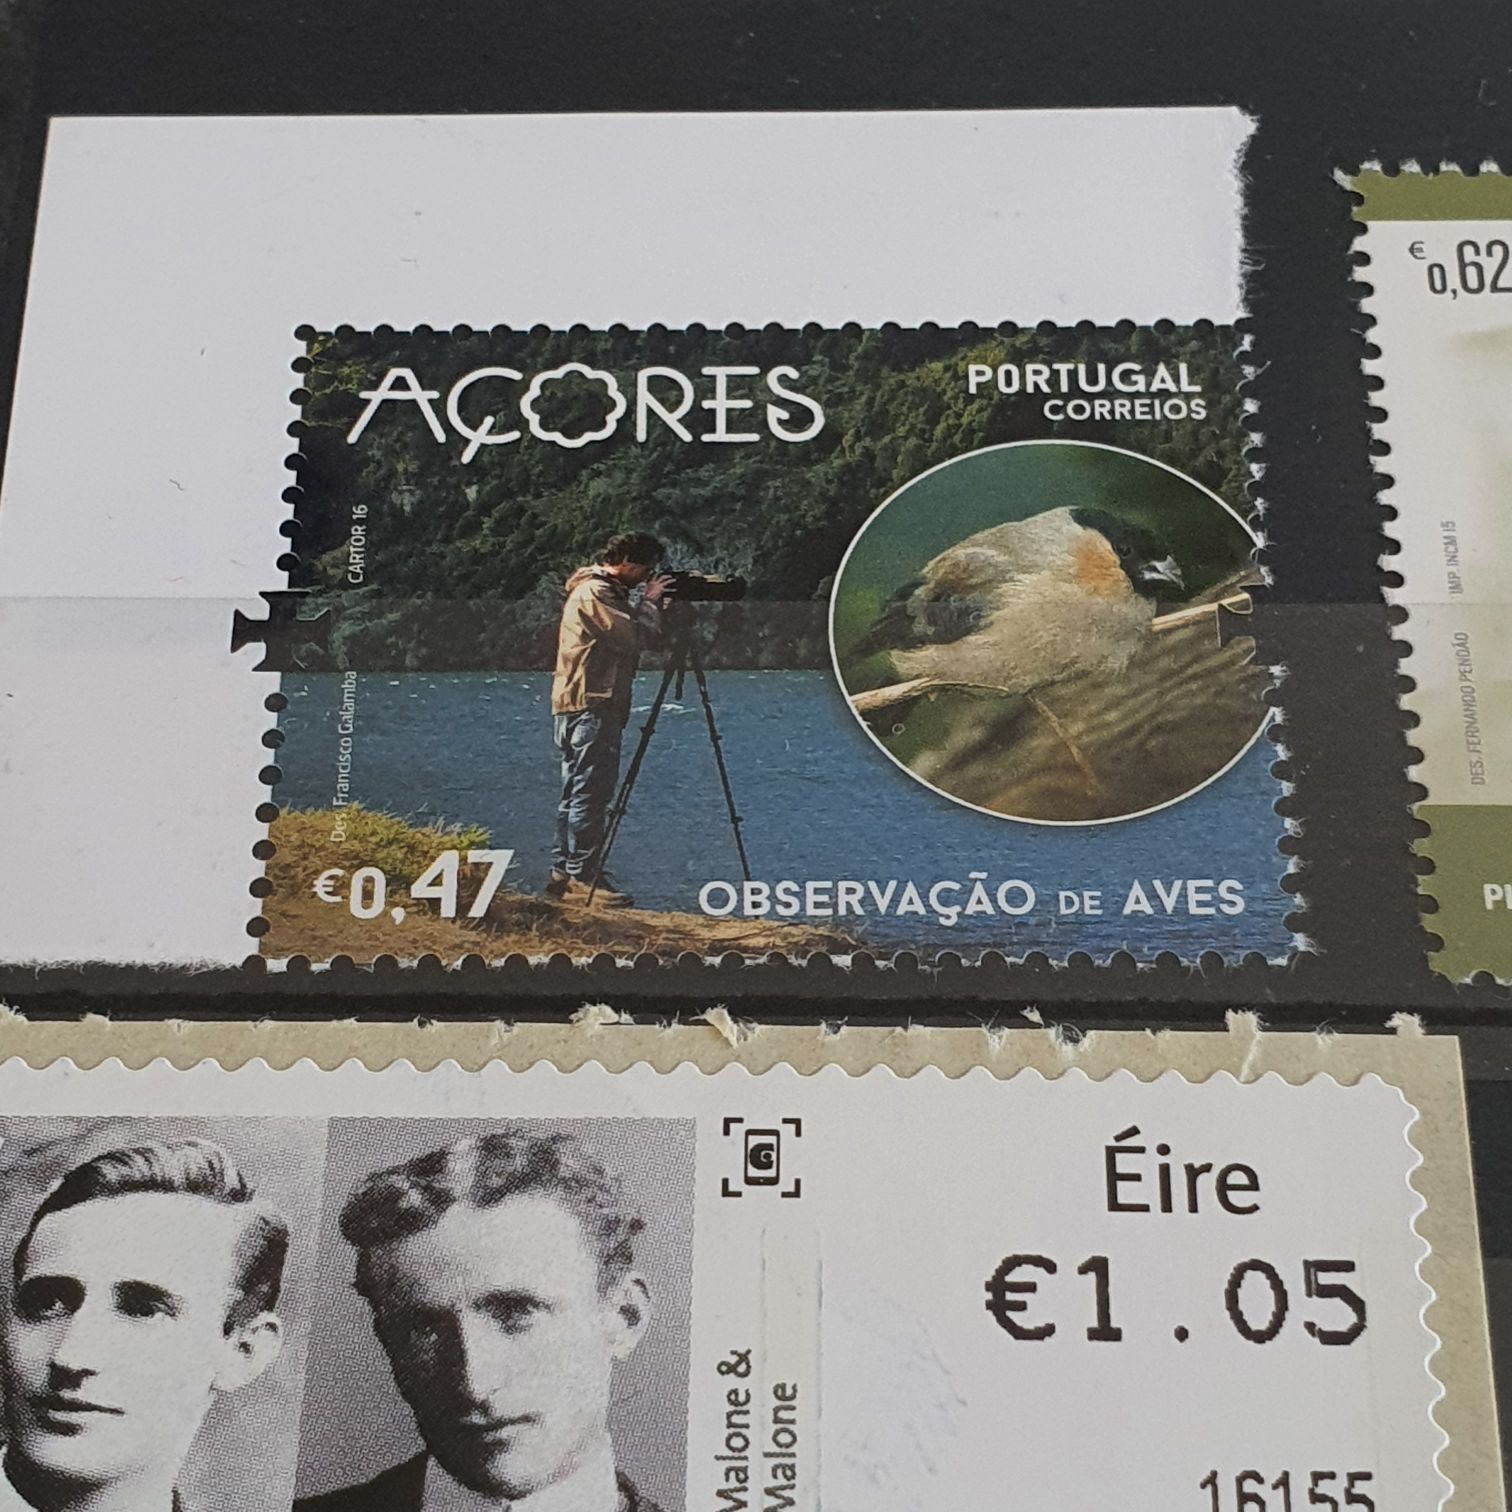 AÇORES
PORTUGAL
CORREIOS
CARTOR 16
Des. Francisco Galamba
€0,47
OBSERVAÇÃO DE AVES
€0,62
IMP. INCM 15
DES. FERNANDO PENDÃO
Éire
€1.05
Malone &
Malone
16155